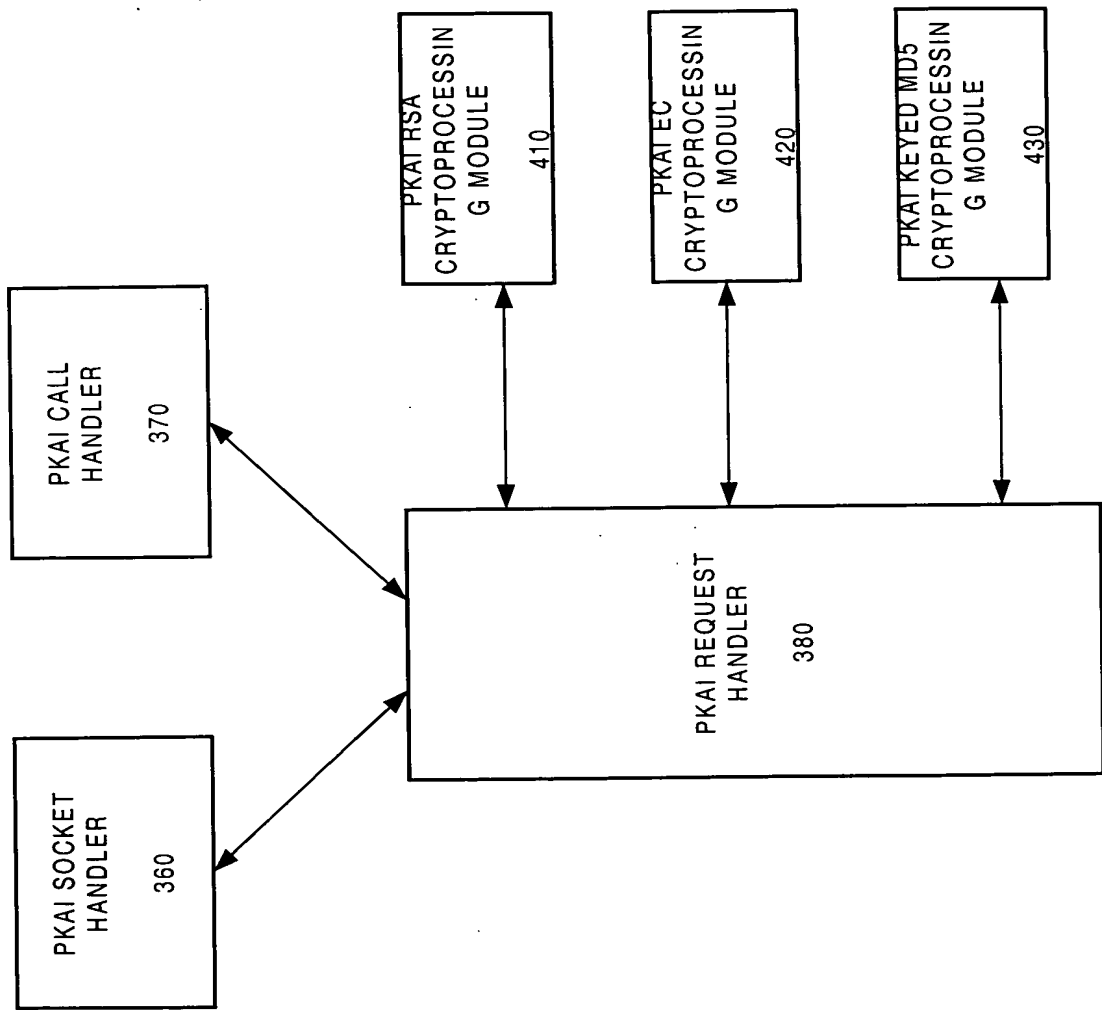 PKAI SOCKET
HANDLER
360
PKAI CALL
HANDLER
370
PKAI REQUEST
HANDLER
380
PKAI RSA
CRYPTOPROCESSIN
G MODULE
410
PKAI EC
CRYPTOPROCESSIN
G MODULE
420
PKAI KEYED MD5
CRYPTOPROCESSIN
G MODULE
430